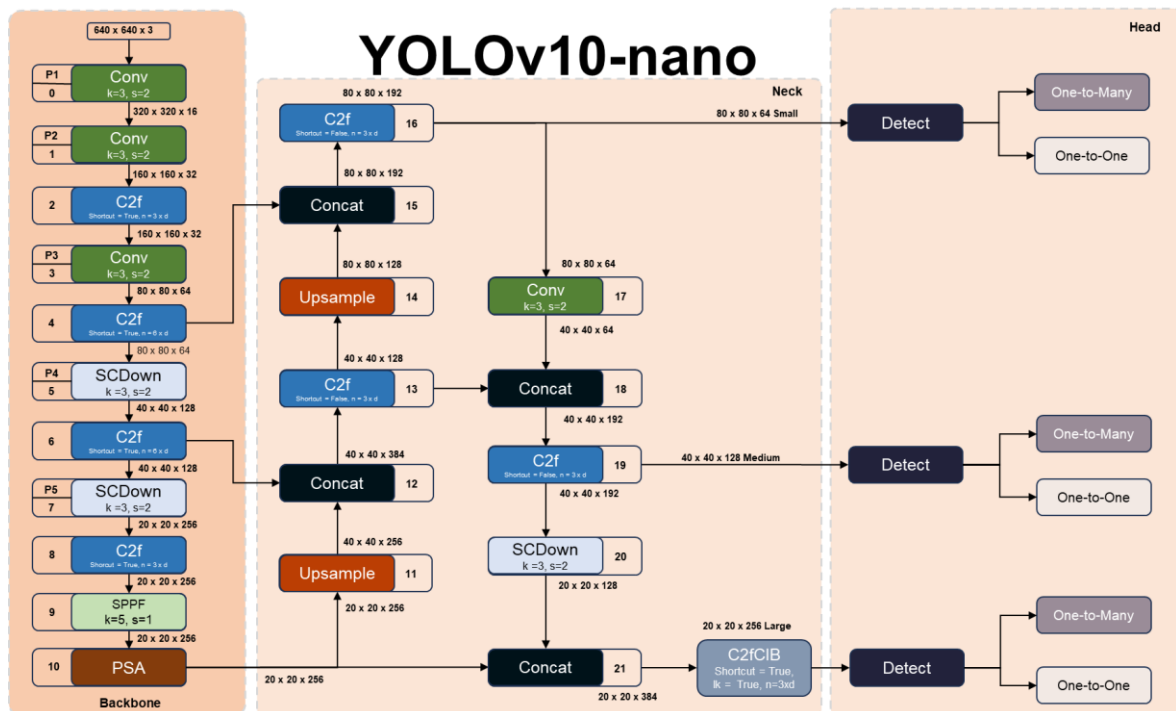 YOLOv10-nano
640 x 640 x 3
P1
0
Conv
k=3, s=2
320 x 320 x 16
P2
1
Conv
k=3, s=2
160 x 160 x 32
2
C2f
Shortcut = True, n = 3 x d
160 x 160 x 32
P3
3
Conv
k=3, s=2
80 x 80 x 64
4
C2f
Shortcut = True, n = 6 x d
80 x 80 x 64
P4
5
SCDown
k =3, s=2
40 x 40 x 128
6
C2f
Shortcut = True, n = 6 x d
40 x 40 x 128
P5
7
SCDown
k =3, s=2
20 x 20 x 256
8
C2f
Shortcut = True, n = 3 x d
20 x 20 x 256
9
SPPF
k=5, s=1
20 x 20 x 256
10
PSA
Backbone
Neck
80 x 80 x 192
C2f
Shortcut = False, n = 3 x d
16
80 x 80 x 192
Concat
15
80 x 80 x 128
Upsample
14
40 x 40 x 128
C2f
Shortcut = False, n = 3 x d
13
40 x 40 x 384
Concat
12
40 x 40 x 256
Upsample
11
20 x 20 x 256
20 x 20 x 256
80 x 80 x 64 Small
80 x 80 x 64
Conv
k=3, s=2
17
40 x 40 x 64
Concat
18
40 x 40 x 192
C2f
Shortcut = False, n = 3 x d
19
40 x 40 x 128 Medium
40 x 40 x 192
SCDown
k =3, s=2
20
20 x 20 x 128
Concat
21
20 x 20 x 384
20 x 20 x 256 Large
C2fCIB
Shortcut = True,
lk = True, n=3xd
Head
Detect
One-to-Many
One-to-One
Detect
One-to-Many
One-to-One
Detect
One-to-Many
One-to-One